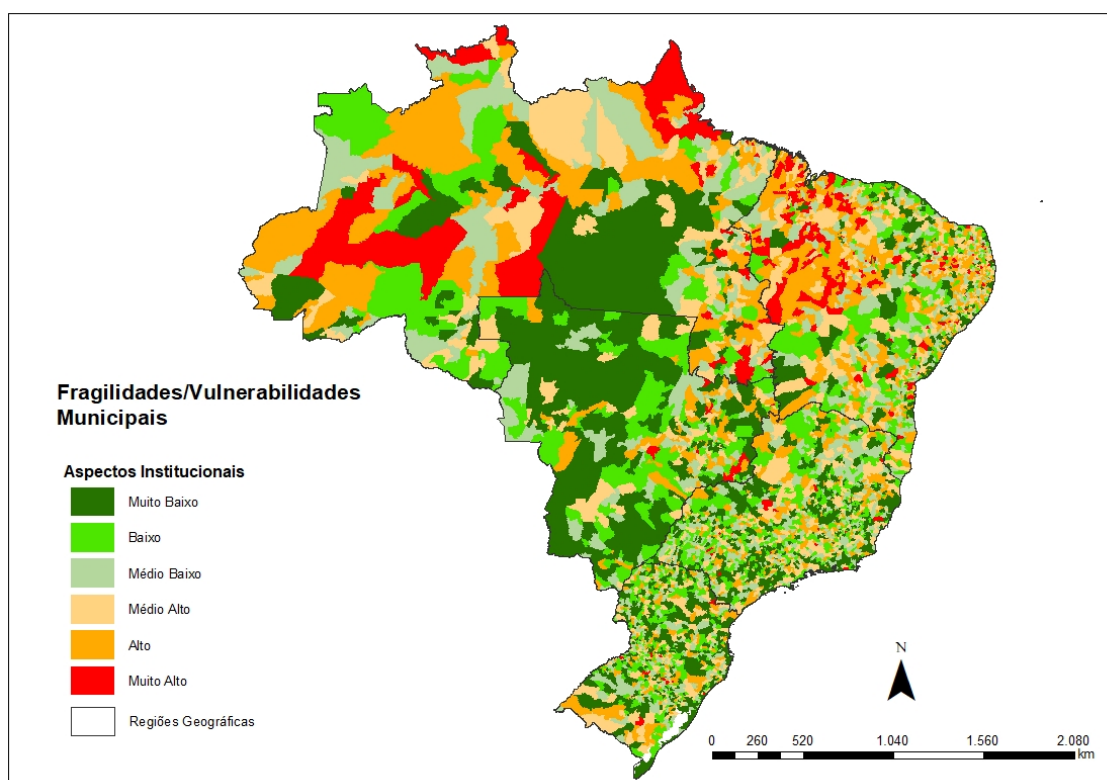 Fragilidades/Vulnerabilidades
Municipais
Aspectos Institucionais
Muito Baixo
Baixo
Médio Baixo
Médio Alto
Alto
Muito Alto
Regiões Geográficas
N
0 260 520 1.040 1.560 2.080
km